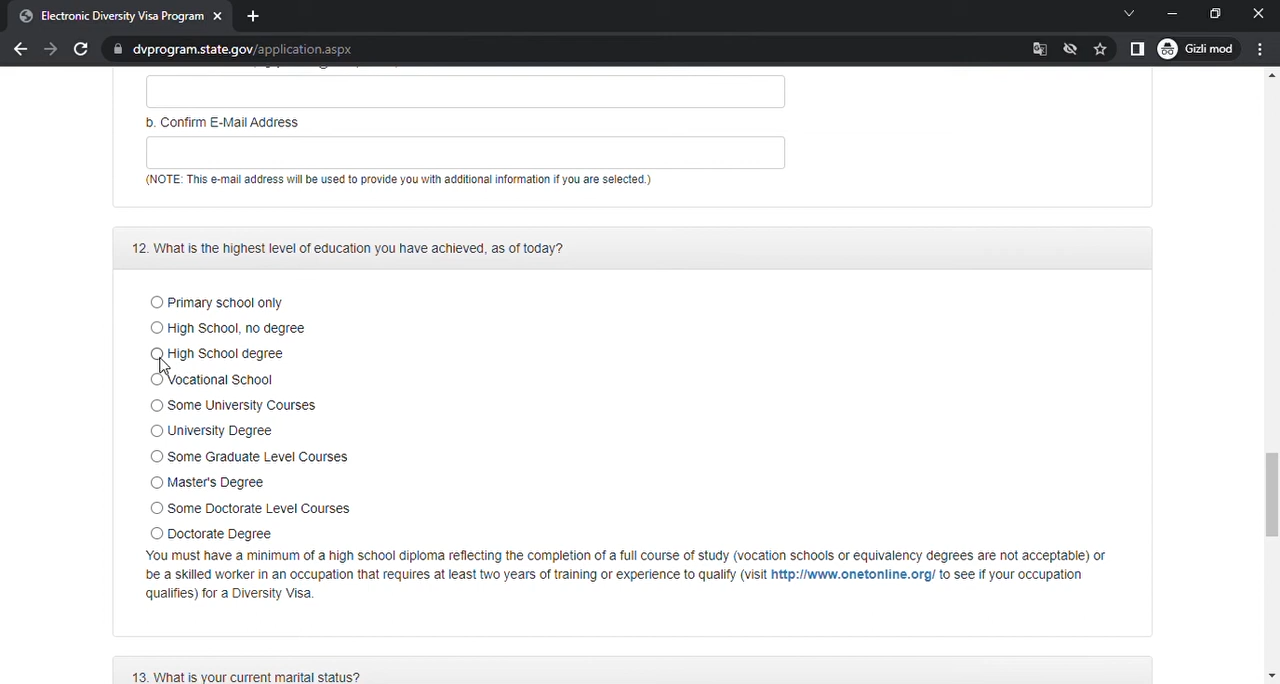 Electronic Diversity Visa Program
dvprogram.state.gov/application.aspx
Gizli mod
b. Confirm E-Mail Address
(NOTE: This e-mail address will be used to provide you with additional information if you are selected.)
12. What is the highest level of education you have achieved, as of today?
Primary school only
High School, no degree
High School degree
Vocational School
Some University Courses
University Degree
Some Graduate Level Courses
Master's Degree
Some Doctorate Level Courses
Doctorate Degree
You must have a minimum of a high school diploma reflecting the completion of a full course of study (vocation schools or equivalency degrees are not acceptable) or
be a skilled worker in an occupation that requires at least two years of training or experience to qualify (visit http://www.onetonline.org/ to see if your occupation
qualifies) for a Diversity Visa.
13. What is your current marital status?